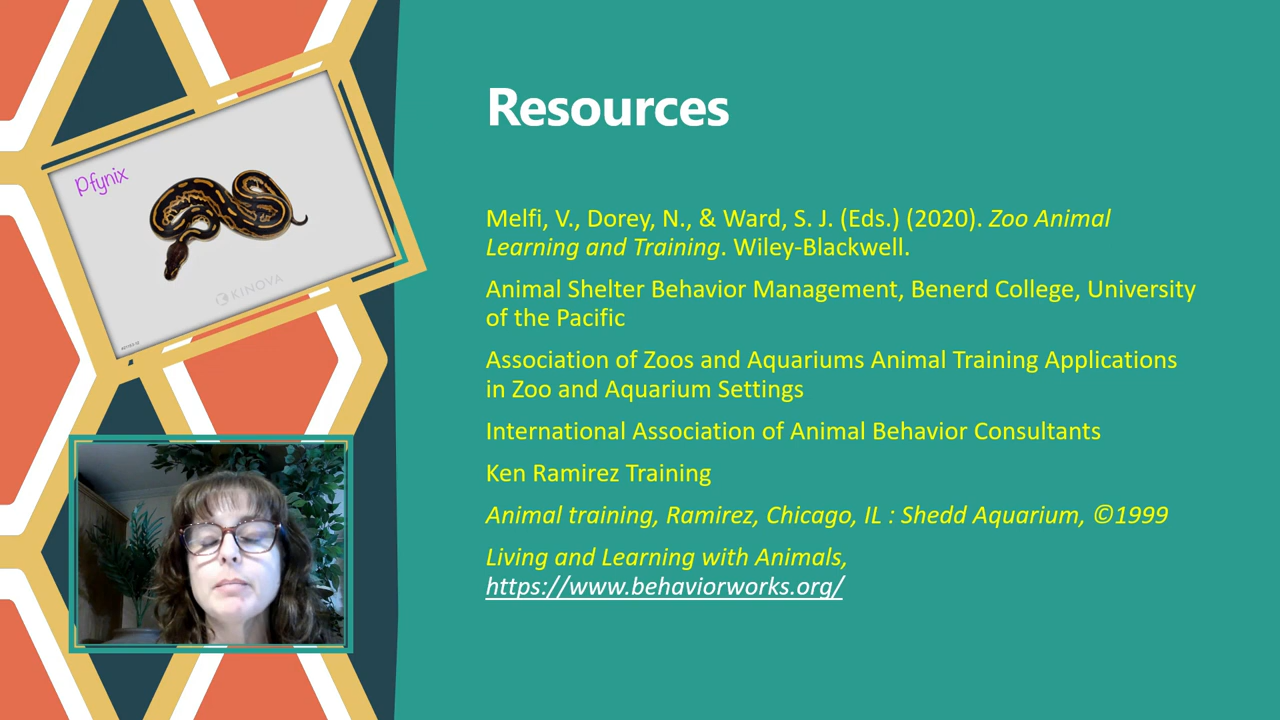 Resources
Pfynix
KINOVA
Melfi, V., Dorey, N., & Ward, S. J. (Eds.) (2020). Zoo Animal
Learning and Training. Wiley-Blackwell.
Animal Shelter Behavior Management, Benerd College, University
of the Pacific
Association of Zoos and Aquariums Animal Training Applications
in Zoo and Aquarium Settings
International Association of Animal Behavior Consultants
Ken Ramirez Training
Animal training, Ramirez, Chicago, IL : Shedd Aquarium, ©1999
Living and Learning with Animals,
https://www.behaviorworks.org/